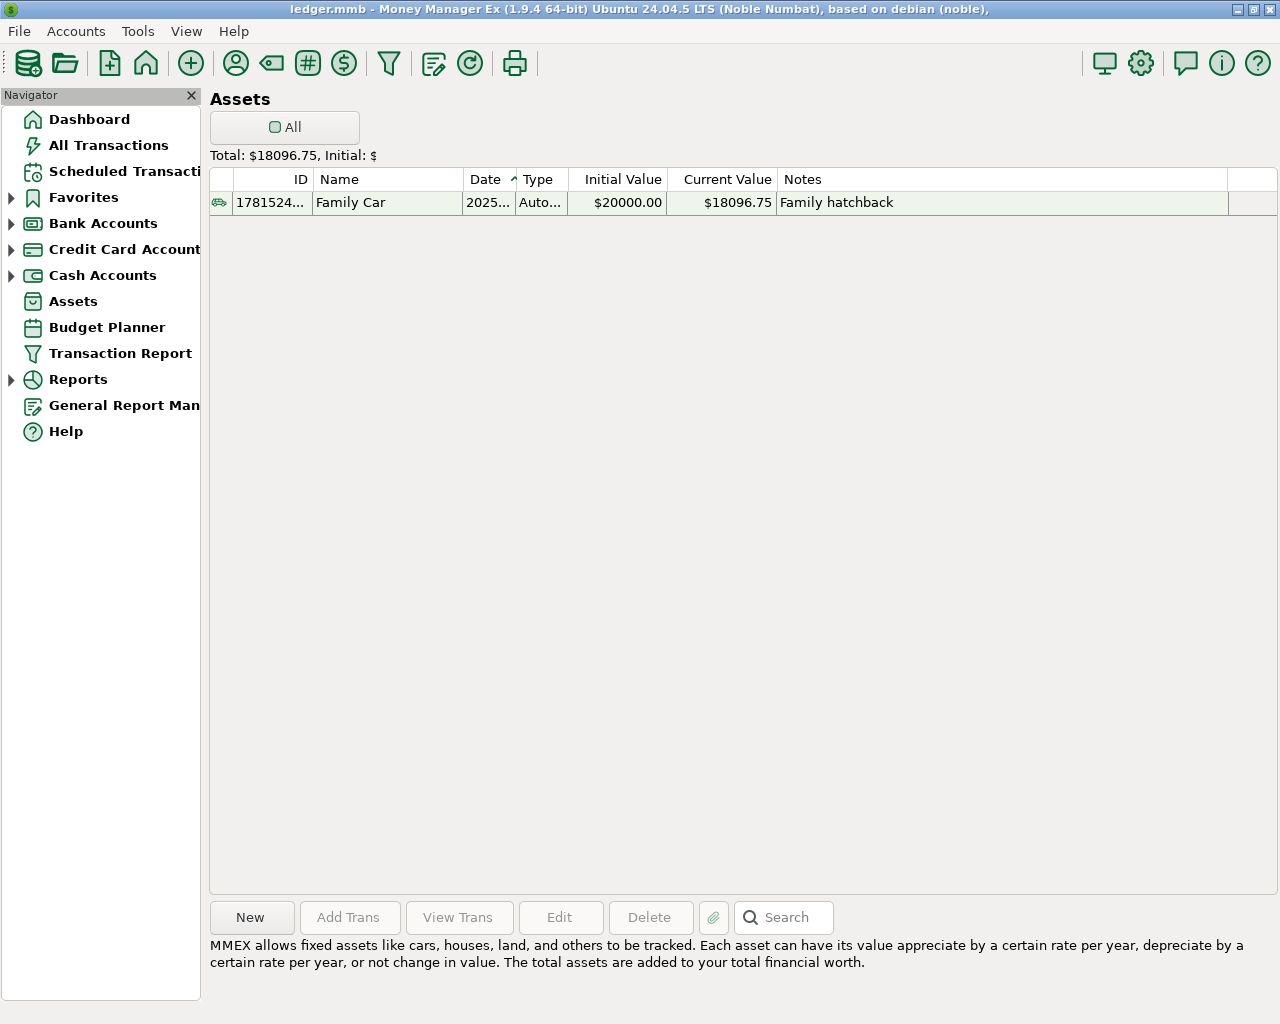 ledger.mmb - Money Manager Ex (1.9.4 64-bit) Ubuntu 24.04.5 LTS (Noble Numbat), based on debian (noble),
File Accounts Tools View Help
Navigator
Dashboard
All Transactions
Scheduled Transacti
Favorites
Bank Accounts
Credit Card Account
Cash Accounts
Assets
Budget Planner
Transaction Report
Reports
General Report Man
Help
Assets
All
Total: $18096.75, Initial: $
ID Name Date Type Initial Value Current Value Notes
1781524... Family Car 2025... Auto... $20000.00 $18096.75 Family hatchback
New Add Trans View Trans Edit Delete Search
MMEX allows fixed assets like cars, houses, land, and others to be tracked. Each asset can have its value appreciate by a certain rate per year, depreciate by a
certain rate per year, or not change in value. The total assets are added to your total financial worth.